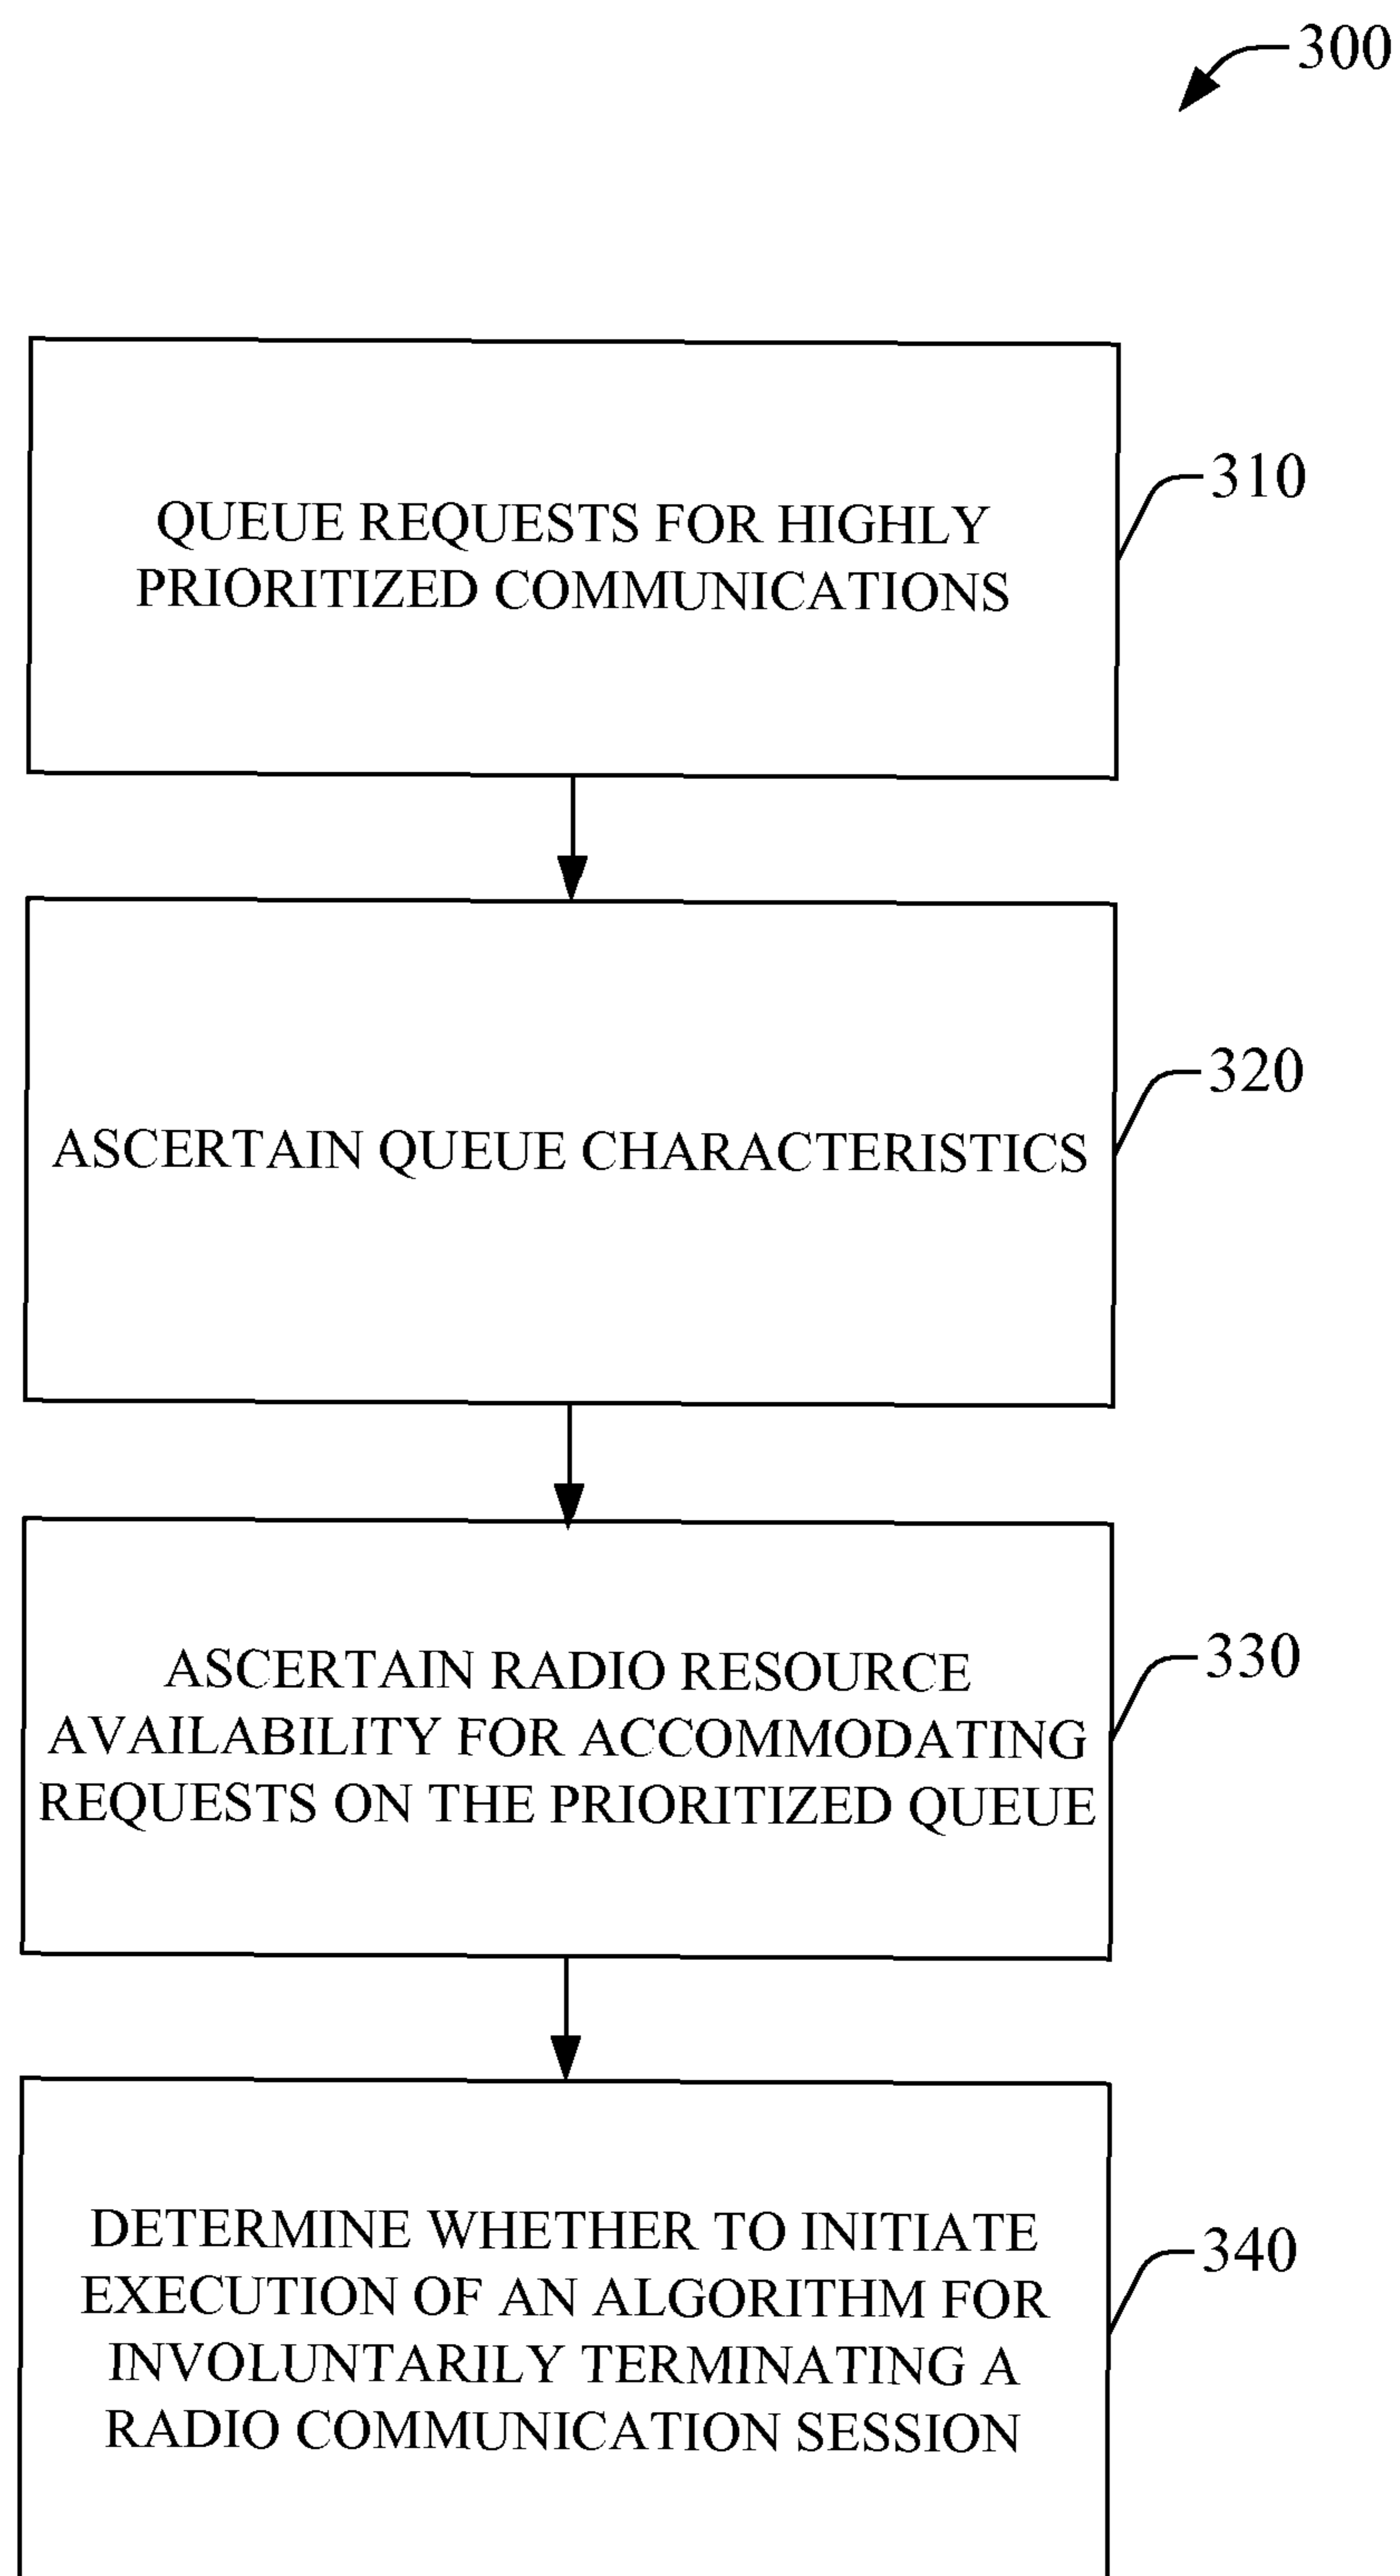 300
QUEUE REQUESTS FOR HIGHLY
PRIORITIZED COMMUNICATIONS
310
ASCERTAIN QUEUE CHARACTERISTICS
320
ASCERTAIN RADIO RESOURCE
AVAILABILITY FOR ACCOMMODATING
REQUESTS ON THE PRIORITIZED QUEUE
330
DETERMINE WHETHER TO INITIATE
EXECUTION OF AN ALGORITHM FOR
INVOLUNTARILY TERMINATING A
RADIO COMMUNICATION SESSION
340